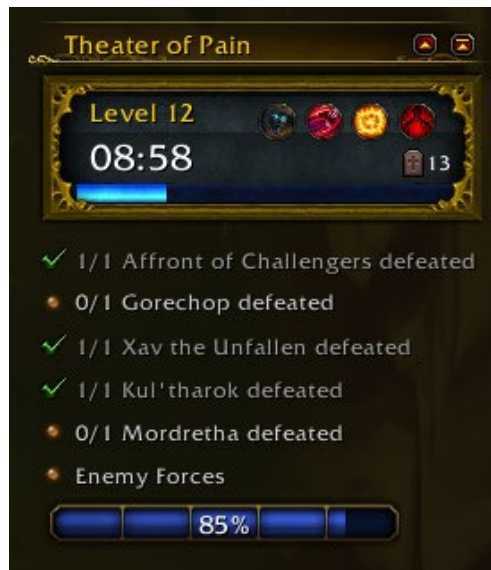 Theater of Pain
Level 12
08:58
13
1/1 Affront of Challengers defeated
0/1 Gorechop defeated
1/1 Xav the Unfallen defeated
1/1 Kul'tharok defeated
0/1 Mordretha defeated
Enemy Forces
85%